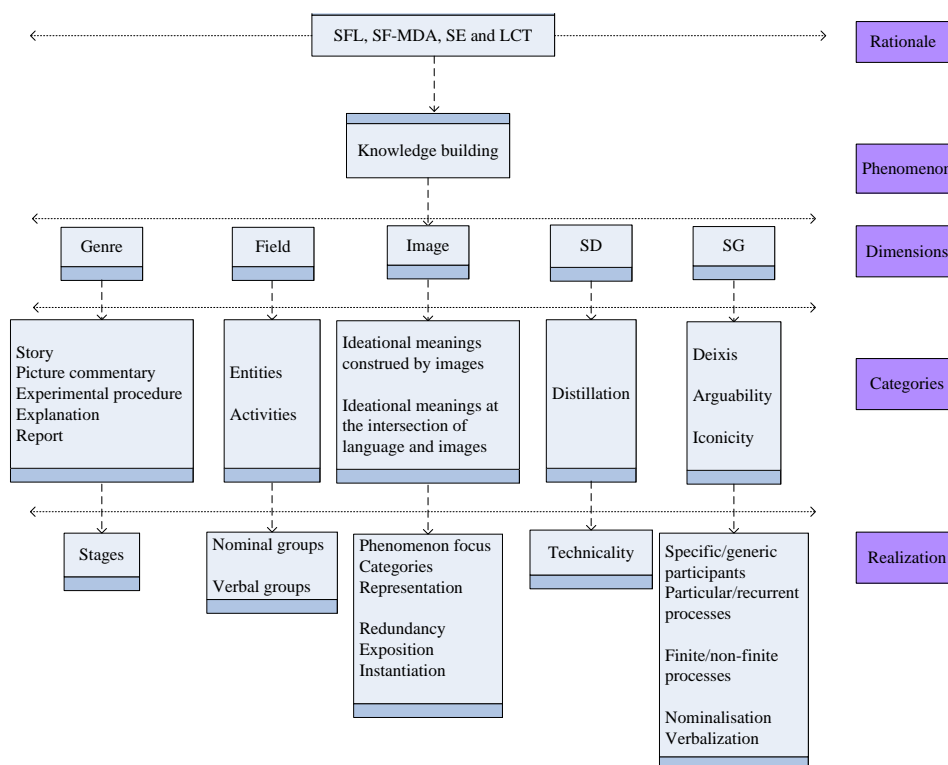 SFL, SF-MDA, SE and LCT
Rationale
Knowledge building
Phenomenon
Genre
Field
Image
SD
SG
Dimensions
Story
Picture commentary
Experimental procedure
Explanation
Report
Entities
Activities
Ideational meanings
construed by images
Ideational meanings at
the intersection of
language and images
Distillation
Deixis
Arguability
Iconicity
Categories
Stages
Nominal groups
Verbal groups
Phenomenon focus
Categories
Representation
Redundancy
Exposition
Instantiation
Technicality
Specific/generic
participants
Particular/recurrent
processes
Finite/non-finite
processes
Nominalisation
Verbalization
Realization